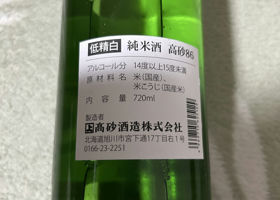 低精白 純米酒 高砂86
アルコール分 14度以上15度未満
原材料名 米(国産)、
米こうじ(国産米)
内容量 720ml
製造者
高砂酒造株式会社
北海道旭川市宮下通17丁目右1号
0166-23-2251